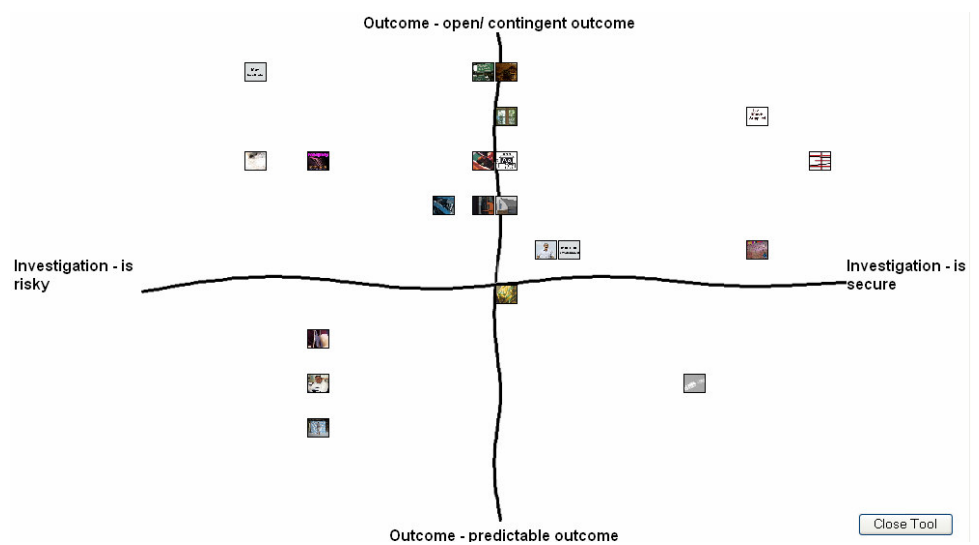 Outcome - open/ contingent outcome
Investigation - is
risky
Investigation - is
secure
Outcome - predictable outcome
Close Tool